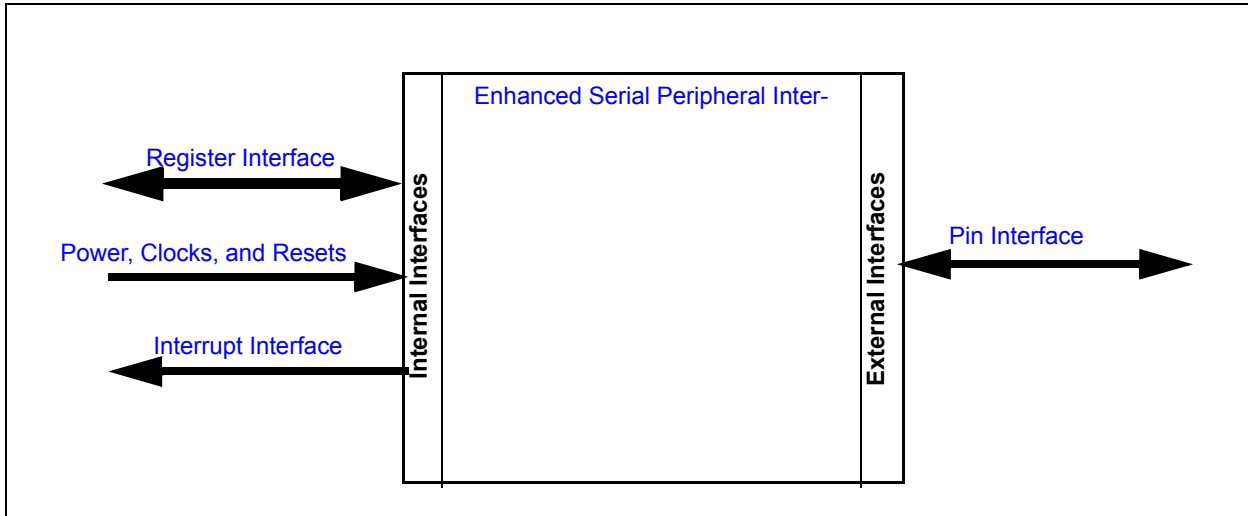 Enhanced Serial Peripheral Inter-
Register Interface
Power, Clocks, and Resets
Interrupt Interface
Internal Interfaces
External Interfaces
Pin Interface